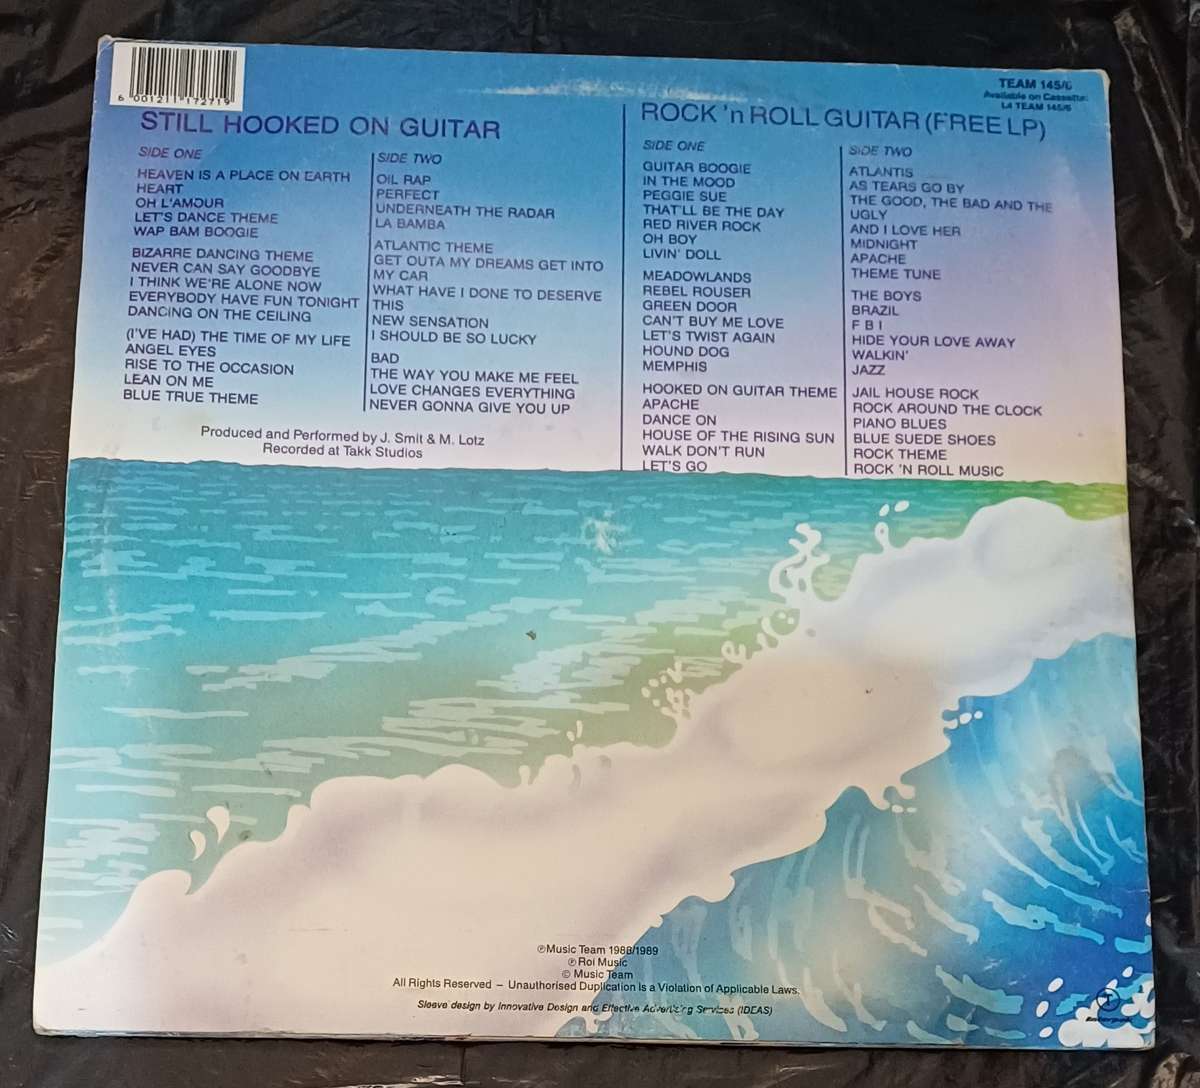 6 001211 172719
TEAM 145/6
Available on Cassette:
L4 TEAM 145/6
STILL HOOKED ON GUITAR
SIDE ONE
HEAVEN IS A PLACE ON EARTH
HEART
OH L'AMOUR
LET'S DANCE THEME
WAP BAM BOOGIE
BIZARRE DANCING THEME
NEVER CAN SAY GOODBYE
I THINK WE'RE ALONE NOW
EVERYBODY HAVE FUN TONIGHT
DANCING ON THE CEILING
(I'VE HAD) THE TIME OF MY LIFE
ANGEL EYES
RISE TO THE OCCASION
LEAN ON ME
BLUE TRUE THEME
SIDE TWO
OIL RAP
PERFECT
UNDERNEATH THE RADAR
LA BAMBA
ATLANTIC THEME
GET OUTA MY DREAMS GET INTO
MY CAR
WHAT HAVE I DONE TO DESERVE
THIS
NEW SENSATION
I SHOULD BE SO LUCKY
BAD
THE WAY YOU MAKE ME FEEL
LOVE CHANGES EVERYTHING
NEVER GONNA GIVE YOU UP
Produced and Performed by J. Smit & M. Lotz
Recorded at Takk Studios
ROCK 'n ROLL GUITAR (FREE LP)
SIDE ONE
GUITAR BOOGIE
IN THE MOOD
PEGGIE SUE
THAT'LL BE THE DAY
RED RIVER ROCK
OH BOY
LIVIN' DOLL
MEADOWLANDS
REBEL ROUSER
GREEN DOOR
CAN'T BUY ME LOVE
LET'S TWIST AGAIN
HOUND DOG
MEMPHIS
HOOKED ON GUITAR THEME
APACHE
DANCE ON
HOUSE OF THE RISING SUN
WALK DON'T RUN
LET'S GO
SIDE TWO
ATLANTIS
AS TEARS GO BY
THE GOOD, THE BAD AND THE
UGLY
AND I LOVE HER
MIDNIGHT
APACHE
THEME TUNE
THE BOYS
BRAZIL
F B I
HIDE YOUR LOVE AWAY
WALKIN'
JAZZ
JAIL HOUSE ROCK
ROCK AROUND THE CLOCK
PIANO BLUES
BLUE SUEDE SHOES
ROCK THEME
ROCK 'N ROLL MUSIC
℗Music Team 1988/1989
℗ Roi Music
© Music Team
All Rights Reserved – Unauthorised Duplication Is a Violation of Applicable Laws.
Sleeve design by Innovative Design and Effective Advertizing Services (IDEAS)